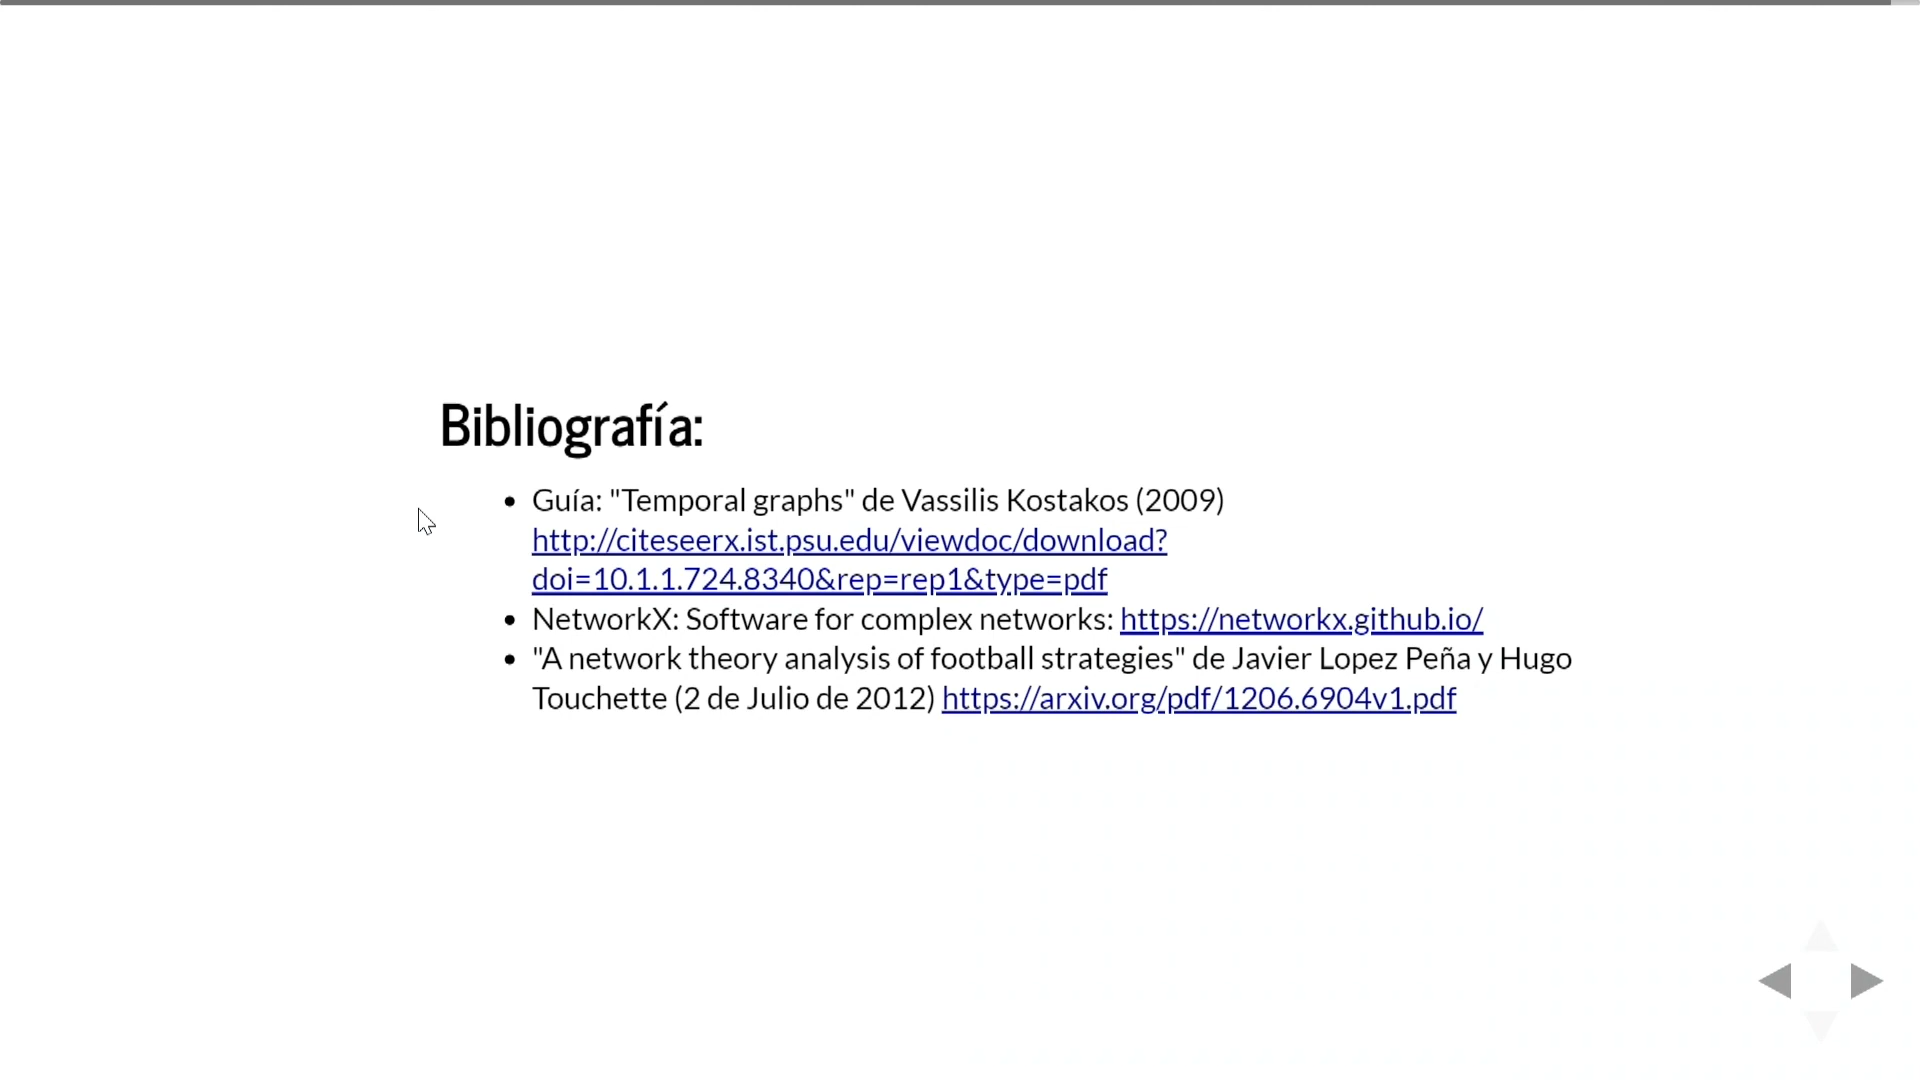 Bibliografía:
Guía: "Temporal graphs" de Vassilis Kostakos (2009)
http://citeseerx.ist.psu.edu/viewdoc/download?
doi=10.1.1.724.8340&rep=rep1&type=pdf
NetworkX: Software for complex networks: https://networkx.github.io/
"A network theory analysis of football strategies" de Javier Lopez Peña y Hugo
Touchette (2 de Julio de 2012) https://arxiv.org/pdf/1206.6904v1.pdf